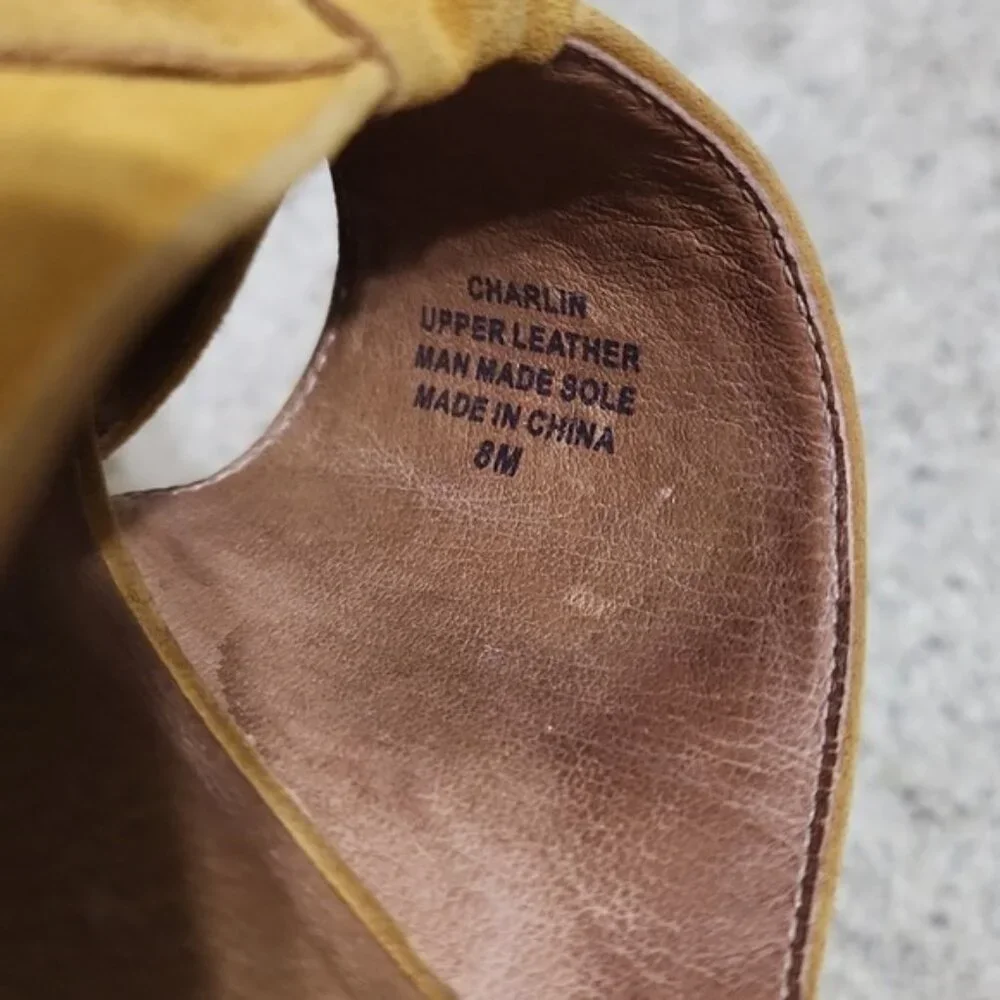 CHARLIN
UPPER LEATHER
MAN MADE SOLE
MADE IN CHINA
8M